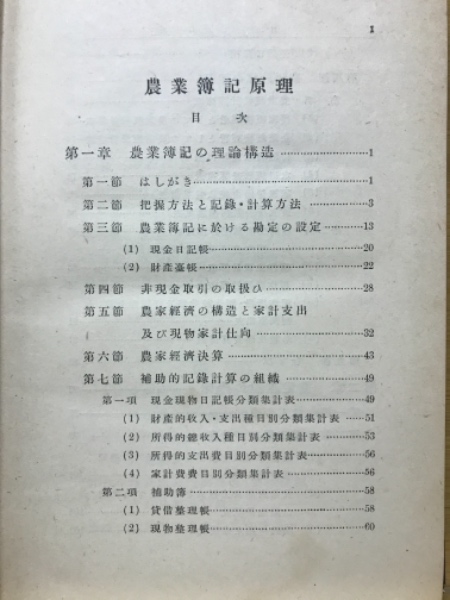 1
農業簿記原理
目次
第一章 農業簿記の理論構造……………1
第一節 はしがき……………1
第二節 把握方法と記録・計算方法……………3
第三節 農業簿記に於ける勘定の設定……………13
(1) 現金日記帳……………20
(2) 財産臺帳……………22
第四節 非現金取引の取扱ひ……………28
第五節 農家経済の構造と家計支出
及び現物家計仕向……………32
第六節 農家経済決算……………43
第七節 補助的記録計算の組織……………49
第一項 現金現物日記帳分類集計表……………49
(1) 財産的収入・支出種目別分類集計表……51
(2) 所得的總收入種目別分類集計表……………53
(3) 所得的支出費目別分類集計表……………56
(4) 家計費費目別分類集計表……………56
第二項 補助簿……………58
(1) 貸借整理帳……………58
(2) 現物整理帳……………60